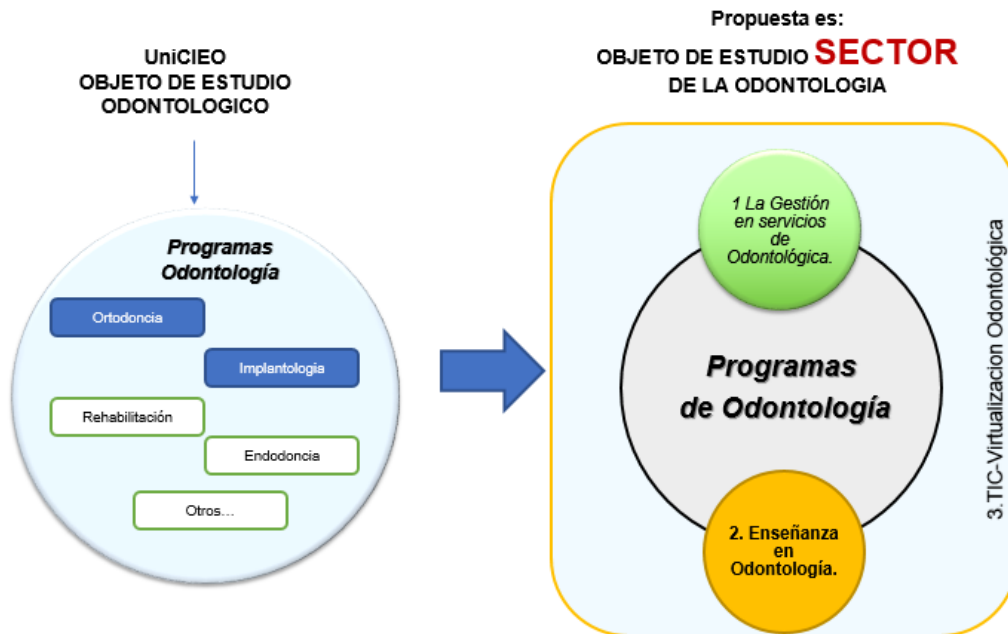 UniCIEO
OBJETO DE ESTUDIO
ODONTOLOGICO
Programas
Odontología
Ortodoncia
Implantologia
Rehabilitación
Endodoncia
Otros…
Propuesta es:
OBJETO DE ESTUDIO SECTOR
DE LA ODONTOLOGIA
1 La Gestión
en servicios
de
Odontológica.
Programas
de Odontología
2. Enseñanza
en
Odontología.
3.TIC-Virtualizacion Odontológica